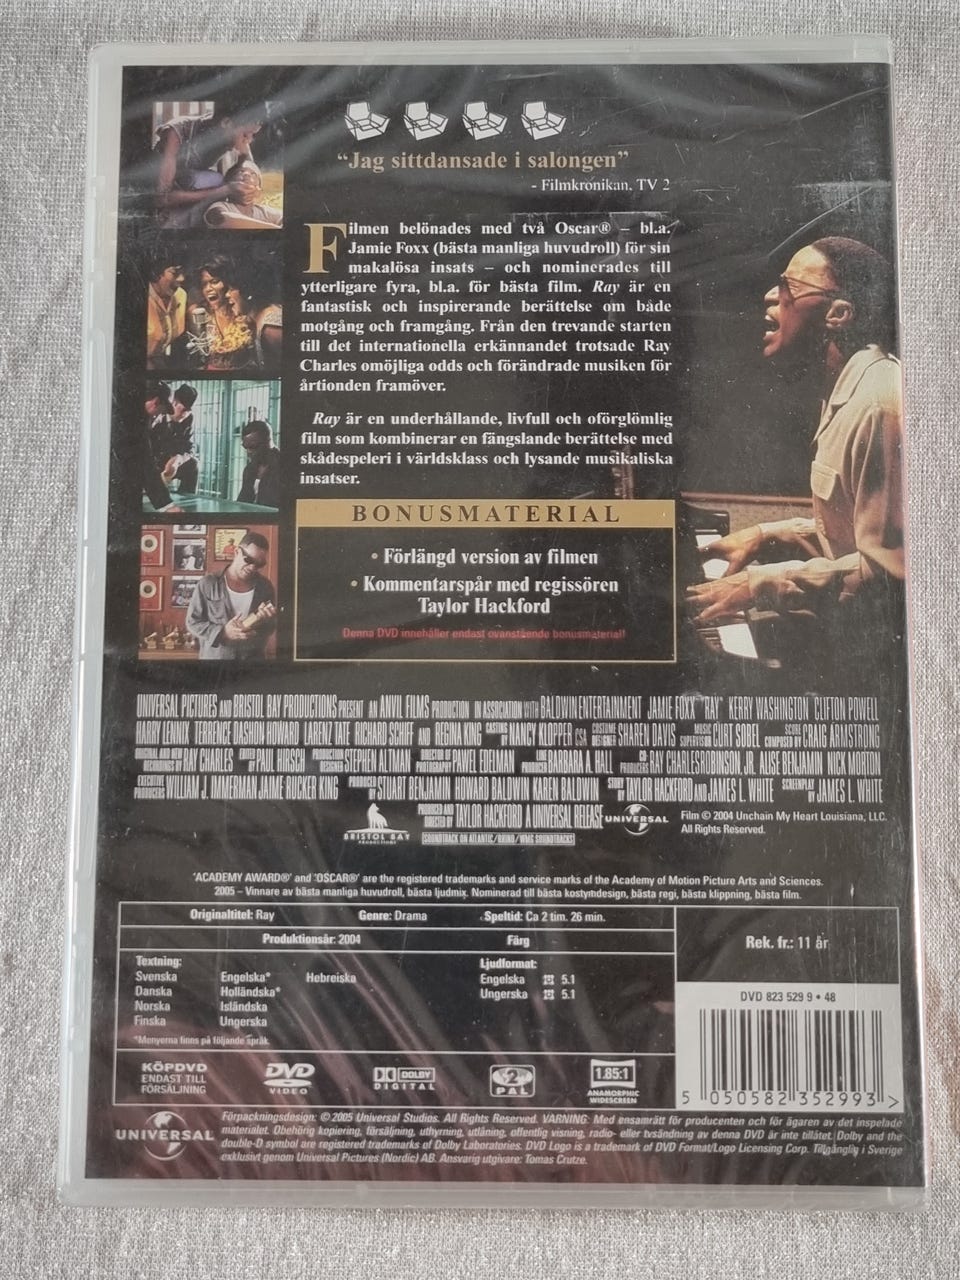 “Jag sittdansade i salongen”
- Filmkrönikan, TV 2
Filmen belönades med två Oscar® – bl.a.
Jamie Foxx (bästa manliga huvudroll) för sin
makalösa insats – och nominerades till
ytterligare fyra, bl.a. för bästa film. Ray är en
fantastisk och inspirerande berättelse om både
motgång och framgång. Från den trevande starten
till det internationella erkännandet trotsade Ray
Charles omöjliga odds och förändrade musiken för
årtionden framöver.
Ray är en underhållande, livfull och oförglömlig
film som kombinerar en fängslande berättelse med
skådespeleri i världsklass och lysande musikaliska
insatser.
BONUSMATERIAL
• Förlängd version av filmen
• Kommentarspår med regissören
Taylor Hackford
Denna DVD innehåller endast ovanstående bonusmaterial!
UNIVERSAL PICTURES AND BRISTOL BAY PRODUCTIONS PRESENT AN ANVIL FILMS PRODUCTION IN ASSOCIATION WITH BALDWIN ENTERTAINMENT JAMIE FOXX "RAY" KERRY WASHINGTON CLIFTON POWELL
HARRY LENNIX TERRENCE DASHON HOWARD LARENZ TATE RICHARD SCHIFF AND REGINA KING CASTING BY NANCY KLOPPER CSA COSTUME DESIGNER SHAREN DAVIS MUSIC SUPERVISOR CURT SOBEL SCORE COMPOSED BY CRAIG ARMSTRONG
ORIGINAL AND NEW RECORDINGS BY RAY CHARLES EDITED BY PAUL HIRSCH PRODUCTION DESIGNER STEPHEN ALTMAN DIRECTOR OF PHOTOGRAPHY PAWEL EDELMAN LINE PRODUCER BARBARA A. HALL CO-PRODUCERS RAY CHARLES ROBINSON, JR. ALISE BENJAMIN NICK MORTON
EXECUTIVE PRODUCERS WILLIAM J. IMMERMAN JAIME RUCKER KING PRODUCED BY STUART BENJAMIN HOWARD BALDWIN KAREN BALDWIN STORY BY TAYLOR HACKFORD AND JAMES L. WHITE SCREENPLAY BY JAMES L. WHITE
PRODUCED AND DIRECTED BY TAYLOR HACKFORD A UNIVERSAL RELEASE UNIVERSAL
Film © 2004 Unchain My Heart Louisiana, LLC.
All Rights Reserved.
BRISTOL BAY
PRODUCTIONS
SOUNDTRACK ON ATLANTIC/RHINO/WMG SOUNDTRACKS
'ACADEMY AWARD®' and 'OSCAR®' are the registered trademarks and service marks of the Academy of Motion Picture Arts and Sciences.
2005 – Vinnare av bästa manliga huvudroll, bästa ljudmix. Nominerad till bästa kostymdesign, bästa regi, bästa klippning, bästa film.
Originaltitel: Ray Genre: Drama Speltid: Ca 2 tim. 26 min.
Produktionsår: 2004 Färg
Rek. fr.: 11 år
Textning:
Svenska Engelska* Hebreiska
Danska Holländska*
Norska Isländska
Finska Ungerska
*Menyerna finns på följande språk.
Ljudformat:
Engelska 5.1
Ungerska 5.1
DVD 823 529 9 • 48
5 050582 352993 >
KÖPDVD
ENDAST TILL
FÖRSÄLJNING
DVD
VIDEO
DOLBY
DIGITAL
2
PAL
1.85:1
ANAMORPHIC
WIDESCREEN
UNIVERSAL
Förpackningsdesign: © 2005 Universal Studios. All Rights Reserved. VARNING: Med ensamrätt för producenten och för ägaren av det inspelade
materialet. Obehörig kopiering, försäljning, uthyrning, utlåning, offentlig visning, radio- eller tvsändning av denna DVD är inte tillåtet. Dolby and the
double-D symbol are registered trademarks of Dolby Laboratories. DVD Logo is a trademark of DVD Format/Logo Licensing Corp. Tillgänglig i Sverige
exklusivt genom Universal Pictures (Nordic) AB. Ansvarig utgivare: Tomas Crutze.